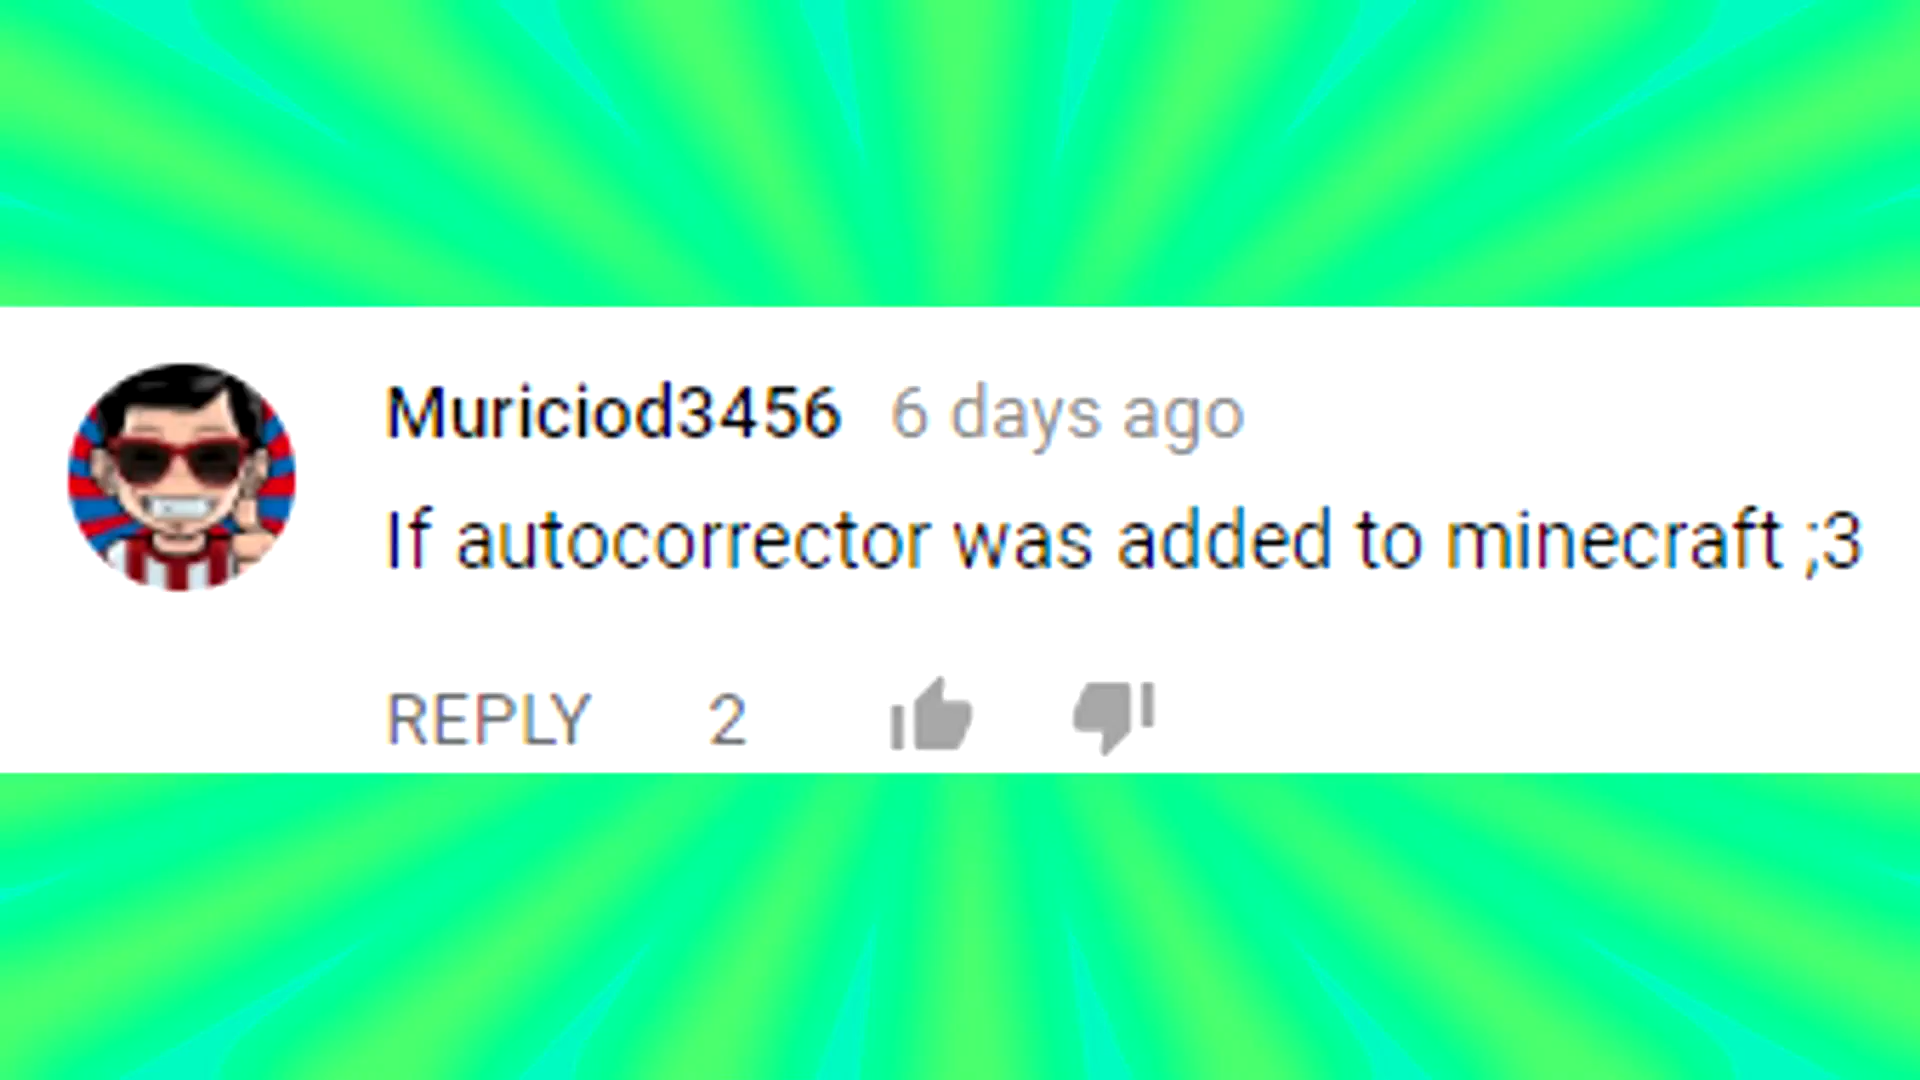 Muriciod3456 6 days ago
If autocorrector was added to minecraft ;3
REPLY 2